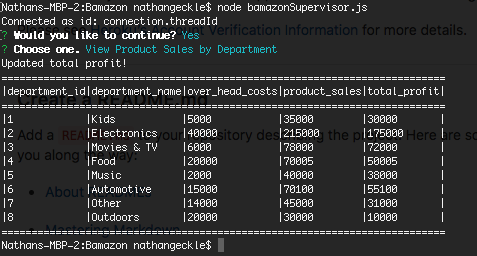 Nathans-MBP-2:Bamazon nathangeckle$ node bamazonSupervisor.js
Connected as id: connection.threadId
? Would you like to continue? Yes
? Choose one. View Product Sales by Department
Updated total profit!
|department_id|department_name|over_head_costs|product_sales|total_profit|
|1 |Kids |5000 |35000 |30000
|2 |Electronics |40000 |215000 |175000
|3 |Movies & TV |6000 |78000 |72000
|4 |Food |20000 |70005 |50005
|5 |Music |2000 |40000 |38000
|6 |Automotive |15000 |70100 |55100
|7 |Other |14000 |45000 |31000
|8 |Outdoors |20000 |30000 |10000
Nathans-MBP-2:Bamazon nathangeckle$